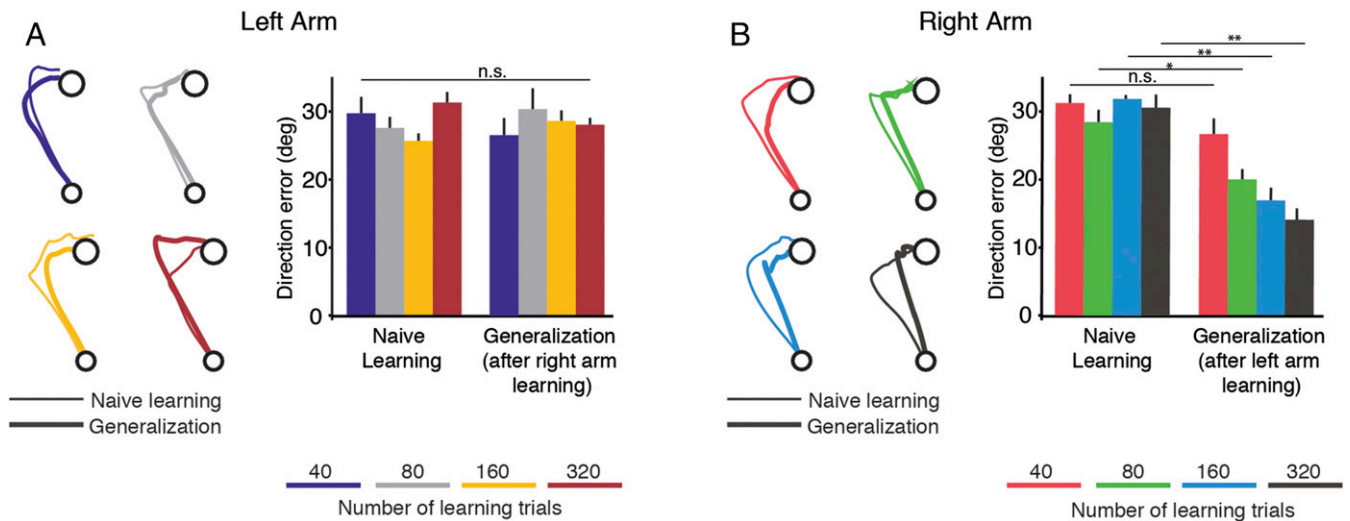 A
Left Arm
n.s.
Direction error (deg)
30
20
10
0
Naive
Learning
Generalization
(after right arm
learning)
Naive learning
Generalization
40 80 160 320
Number of learning trials
B
Right Arm
**
**
*
n.s.
Direction error (deg)
30
20
10
0
Naive
Learning
Generalization
(after left arm
learning)
Naive learning
Generalization
40 80 160 320
Number of learning trials